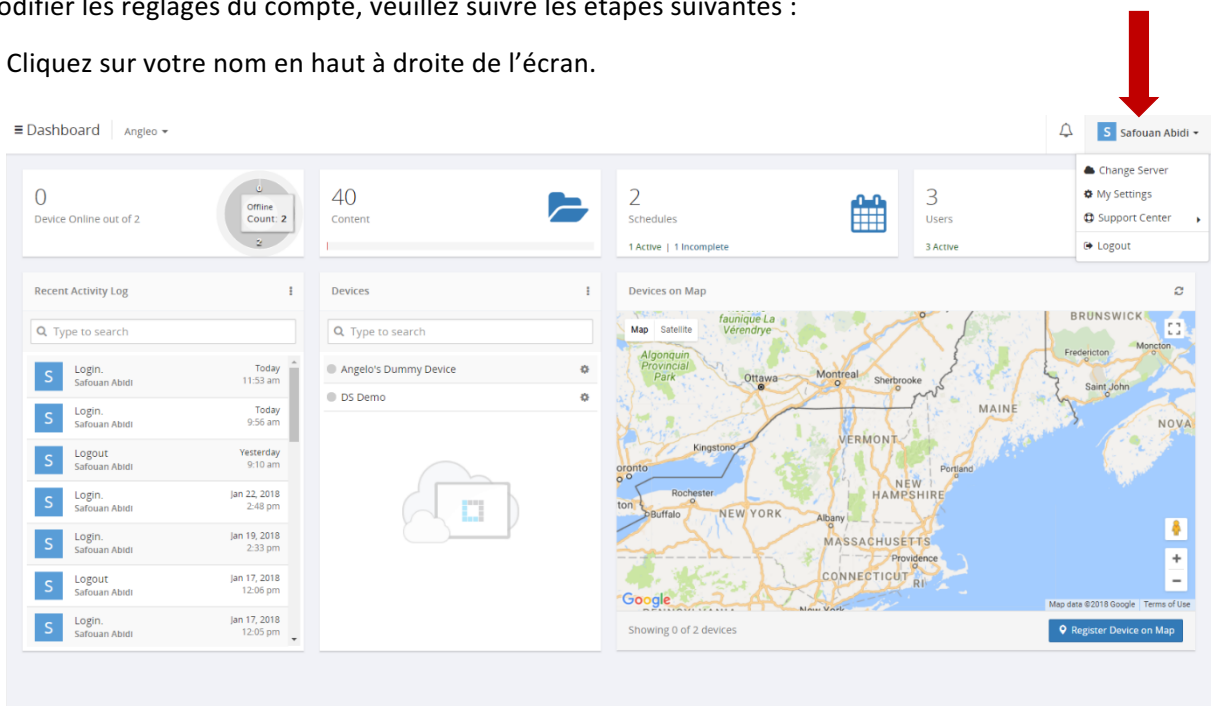 odifier les réglages du compte, veuillez suivre les étapes suivantes :
Cliquez sur votre nom en haut à droite de l’écran.
Dashboard Angleo
S Safouan Abidi
Change Server
My Settings
Support Center
Logout
0
Device Online out of 2
0
Offline
Count: 2
2
40
Content
2
Schedules
1 Active | 1 Incomplete
3
Users
3 Active
Recent Activity Log
Type to search
S Login. Today
Safouan Abidi 11:53 am
S Login. Today
Safouan Abidi 9:56 am
S Logout Yesterday
Safouan Abidi 9:10 am
S Login. Jan 22, 2018
Safouan Abidi 2:48 pm
S Login. Jan 19, 2018
Safouan Abidi 2:33 pm
S Logout Jan 17, 2018
Safouan Abidi 12:06 pm
S Login. Jan 17, 2018
Safouan Abidi 12:05 pm
Devices
Type to search
Angelo's Dummy Device
DS Demo
Devices on Map
Map Satellite
faunique La
Vérendrye
BRUNSWICK
Algonquin
Provincial
Park
Ottawa
Montreal
Sherbrooke
Fredericton
Moncton
Saint John
MAINE
NOVA
VERMONT
Kingston
oronto
Portland
NEW
HAMPSHIRE
Rochester
ton
Buffalo
NEW YORK
Albany
MASSACHUSETTS
Providence
CONNECTICUT
RI
Google
New York
Map data ©2018 Google Terms of Use
Showing 0 of 2 devices
Register Device on Map